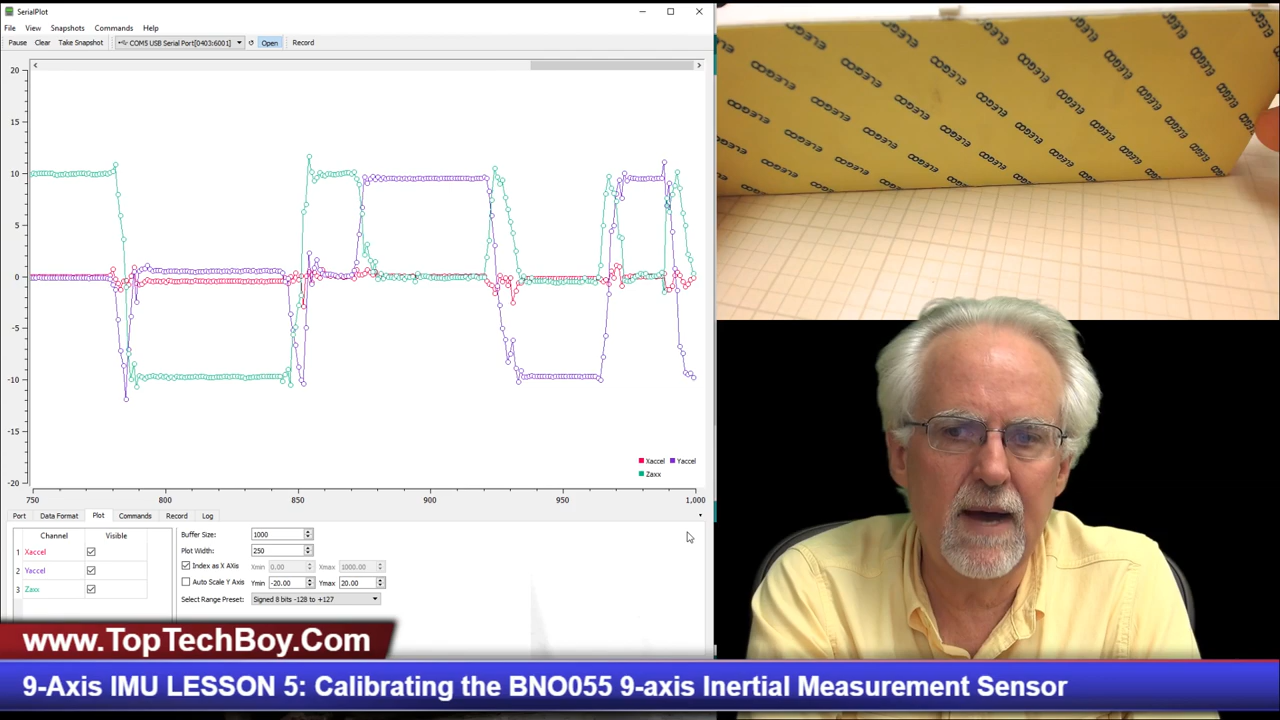 SerialPlot
File View Snapshots Commands Help
Pause Clear Take Snapshot COM5 USB Serial Port[0403:6001] Open Record
20
15
10
5
0
-5
-10
-15
-20
750 800 850 900 950 1,000
Xaccel Yaccel
Zaxx
Port Data Format Plot Commands Record Log
Channel Visible
1 Xaccel
2 Yaccel
3 Zaxx
Buffer Size: 1000
Plot Width: 250
Index as X AXis Xmin 0.00 Xmax 1000.00
Auto Scale Y Axis Ymin -20.00 Ymax 20.00
Select Range Preset: Signed 8 bits -128 to +127
ELEGOO
www.TopTechBoy.Com
9-Axis IMU LESSON 5: Calibrating the BNO055 9-axis Inertial Measurement Sensor